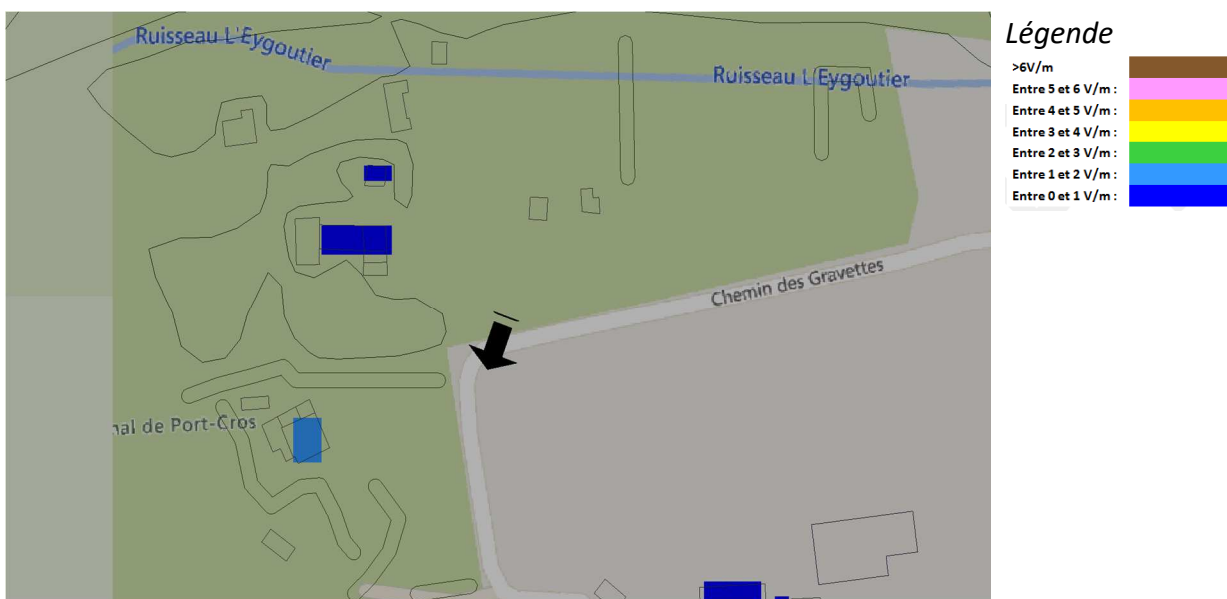 Ruisseau L'Eygoutier
Ruisseau L'Eygoutier
Chemin des Gravettes
nal de Port-Cros
Légende
>6V/m
Entre 5 et 6 V/m :
Entre 4 et 5 V/m :
Entre 3 et 4 V/m :
Entre 2 et 3 V/m :
Entre 1 et 2 V/m :
Entre 0 et 1 V/m :